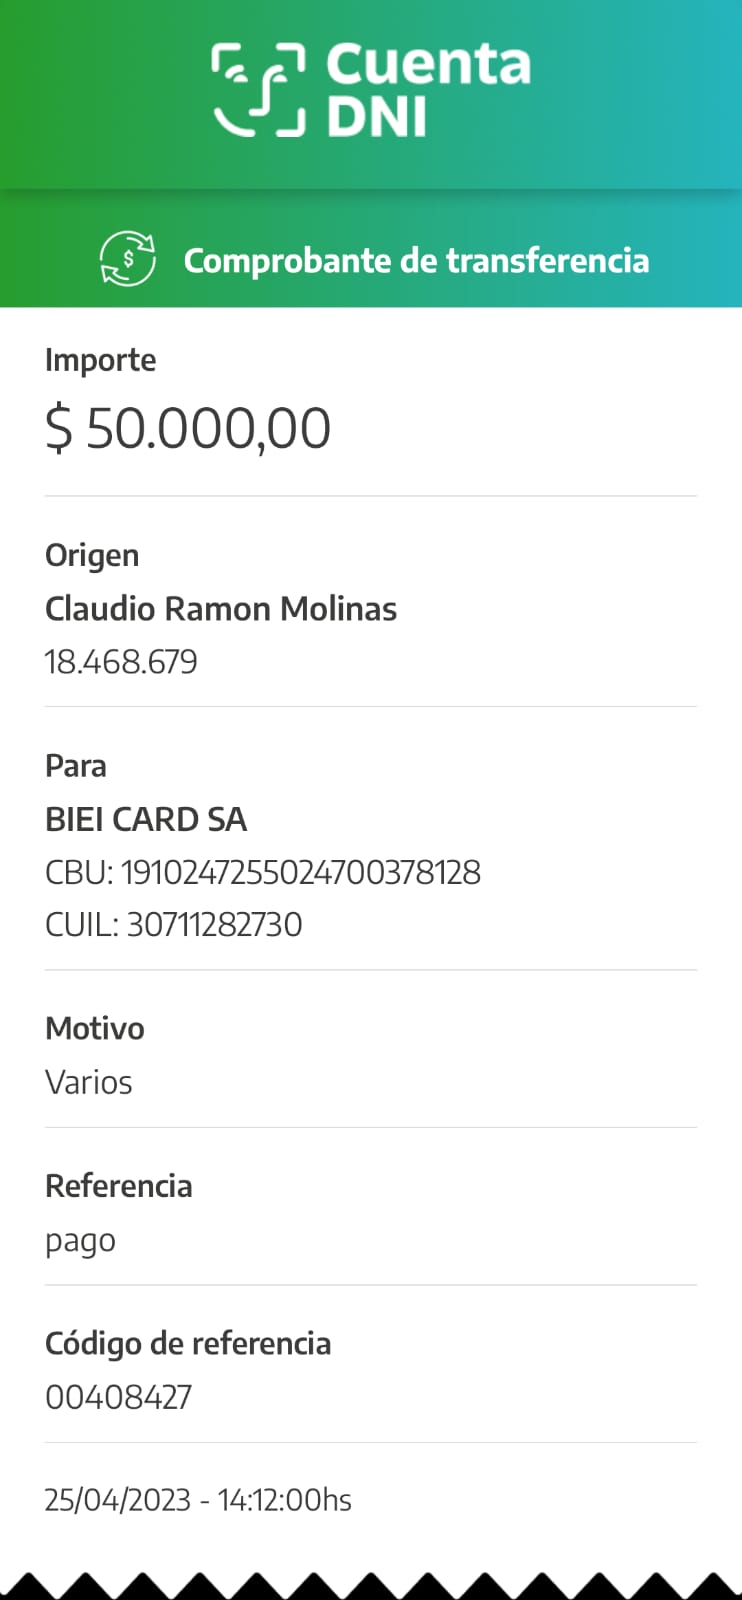 Cuenta
DNI
Comprobante de transferencia
Importe
$ 50.000,00
Origen
Claudio Ramon Molinas
18.468.679
Para
BIEI CARD SA
CBU: 1910247255024700378128
CUIL: 30711282730
Motivo
Varios
Referencia
pago
Código de referencia
00408427
25/04/2023 - 14:12:00hs